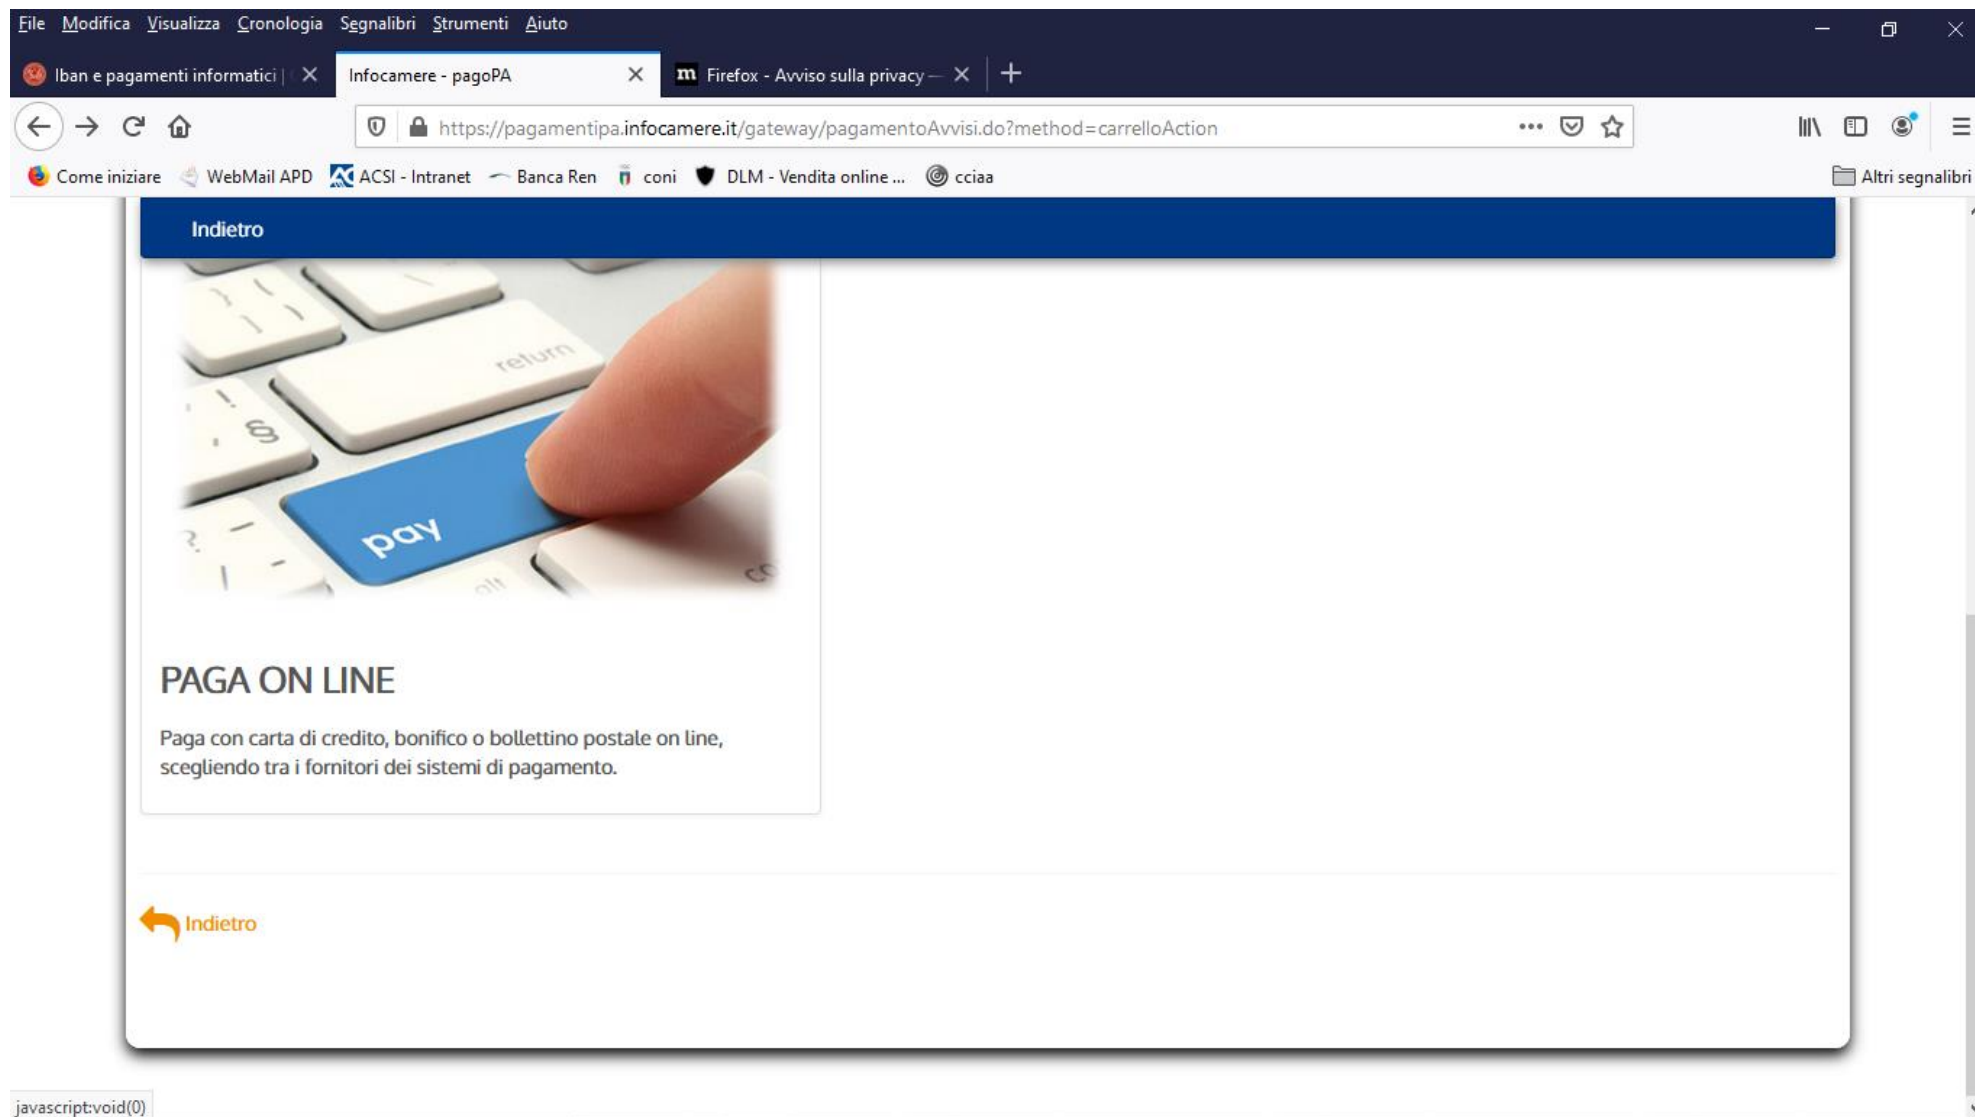 File Modifica Visualizza Cronologia Segnalibri Strumenti Aiuto
Iban e pagamenti informatici |
Infocamere - pagoPA
Firefox - Avviso sulla privacy —
https://pagamentipa.infocamere.it/gateway/pagamentoAvvisi.do?method=carrelloAction
Come iniziare WebMail APD ACSI - Intranet Banca Ren coni DLM - Vendita online ... cciaa Altri segnalibri
Indietro
return
§
pay
alt
PAGA ON LINE
Paga con carta di credito, bonifico o bollettino postale on line,
scegliendo tra i fornitori dei sistemi di pagamento.
Indietro
javascript:void(0)